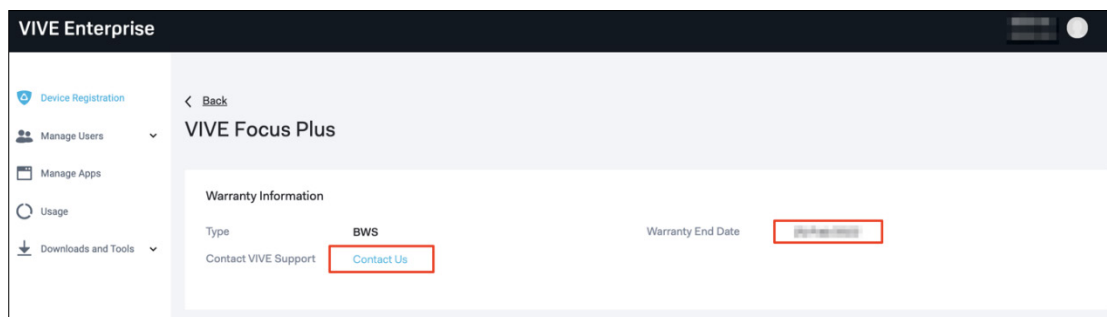 VIVE Enterprise
Device Registration
Manage Users
Manage Apps
Usage
Downloads and Tools
Back
VIVE Focus Plus
Warranty Information
Type BWS Warranty End Date
Contact VIVE Support Contact Us